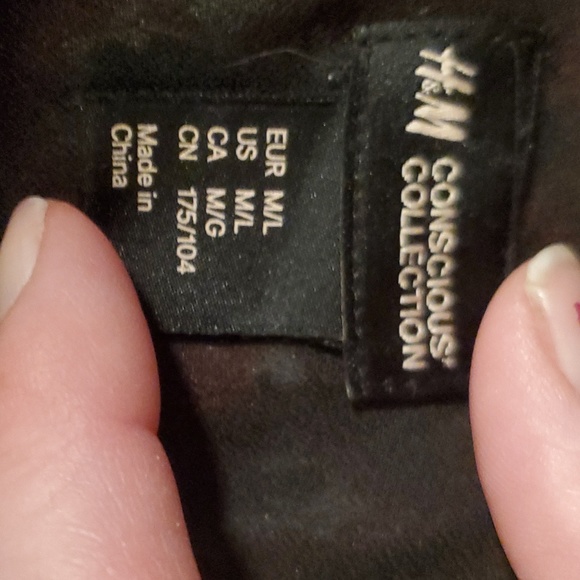 H&M
CONSCIOUS
COLLECTION
EUR M/L
US M/L
CA M/G
CN 175/104
Made in
China